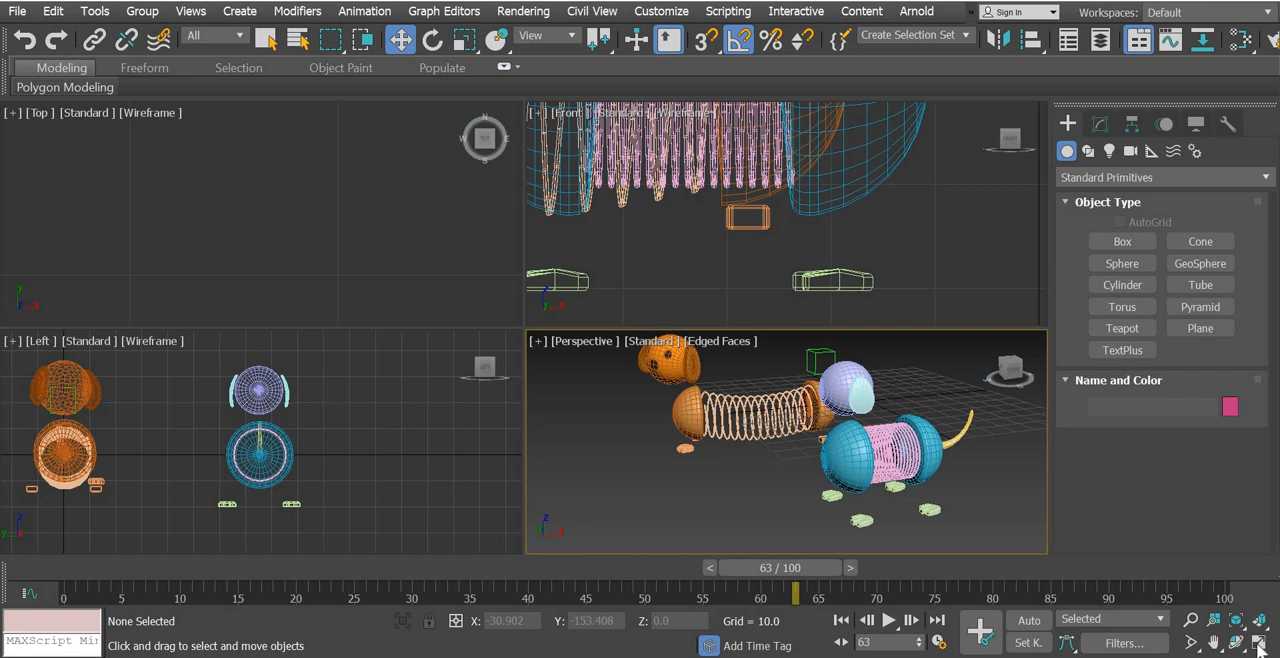 File Edit Tools Group Views Create Modifiers Animation Graph Editors Rendering Civil View Customize Scripting Interactive Content Arnold Sign In Workspaces: Default
All View Create Selection Set
Modeling Freeform Selection Object Paint Populate
Polygon Modeling
[+] [Top ] [Standard ] [Wireframe ]
[+] [Front ] [Standard ] [Wireframe ]
N
W TOP E
S
FRONT
Standard Primitives
Object Type
AutoGrid
Box Cone
Sphere GeoSphere
Cylinder Tube
Torus Pyramid
Teapot Plane
TextPlus
Name and Color
y
z x
z
y x
[+] [Left ] [Standard ] [Wireframe ]
[+] [Perspective ] [Standard ] [Edged Faces ]
LEFT
z
y x
z
y x
< 63 / 100 >
0 5 10 15 20 25 30 35 40 45 50 55 60 65 70 75 80 85 90 95 100
None Selected
X: -30.902 Y: -153.408 Z: 0.0 Grid = 10.0
Auto Selected
MAXScript Mi
Click and drag to select and move objects
Add Time Tag
63
Set K. Filters...